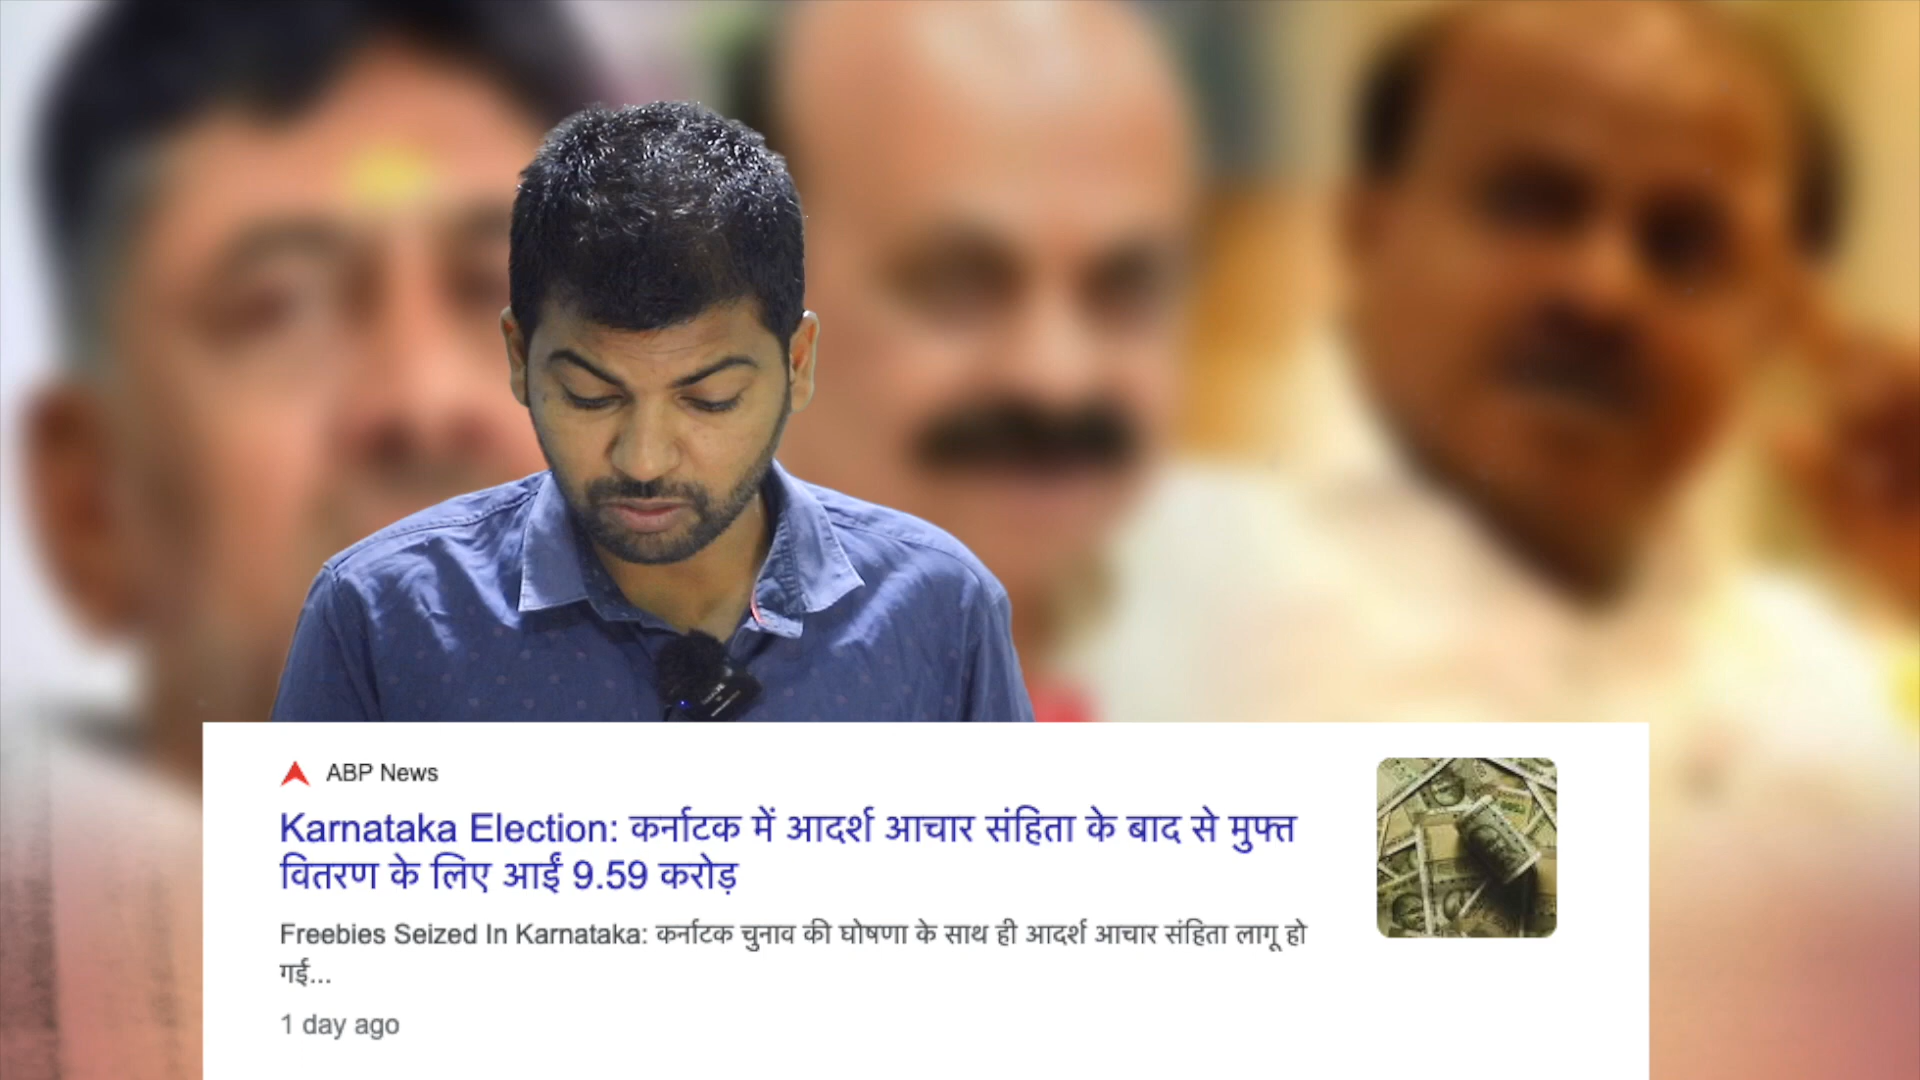 ABP News
Karnataka Election: कर्नाटक में आदर्श आचार संहिता के बाद से मुफ्त
वितरण के लिए आईं 9.59 करोड़
Freebies Seized In Karnataka: कर्नाटक चुनाव की घोषणा के साथ ही आदर्श आचार संहिता लागू हो
गई...
1 day ago